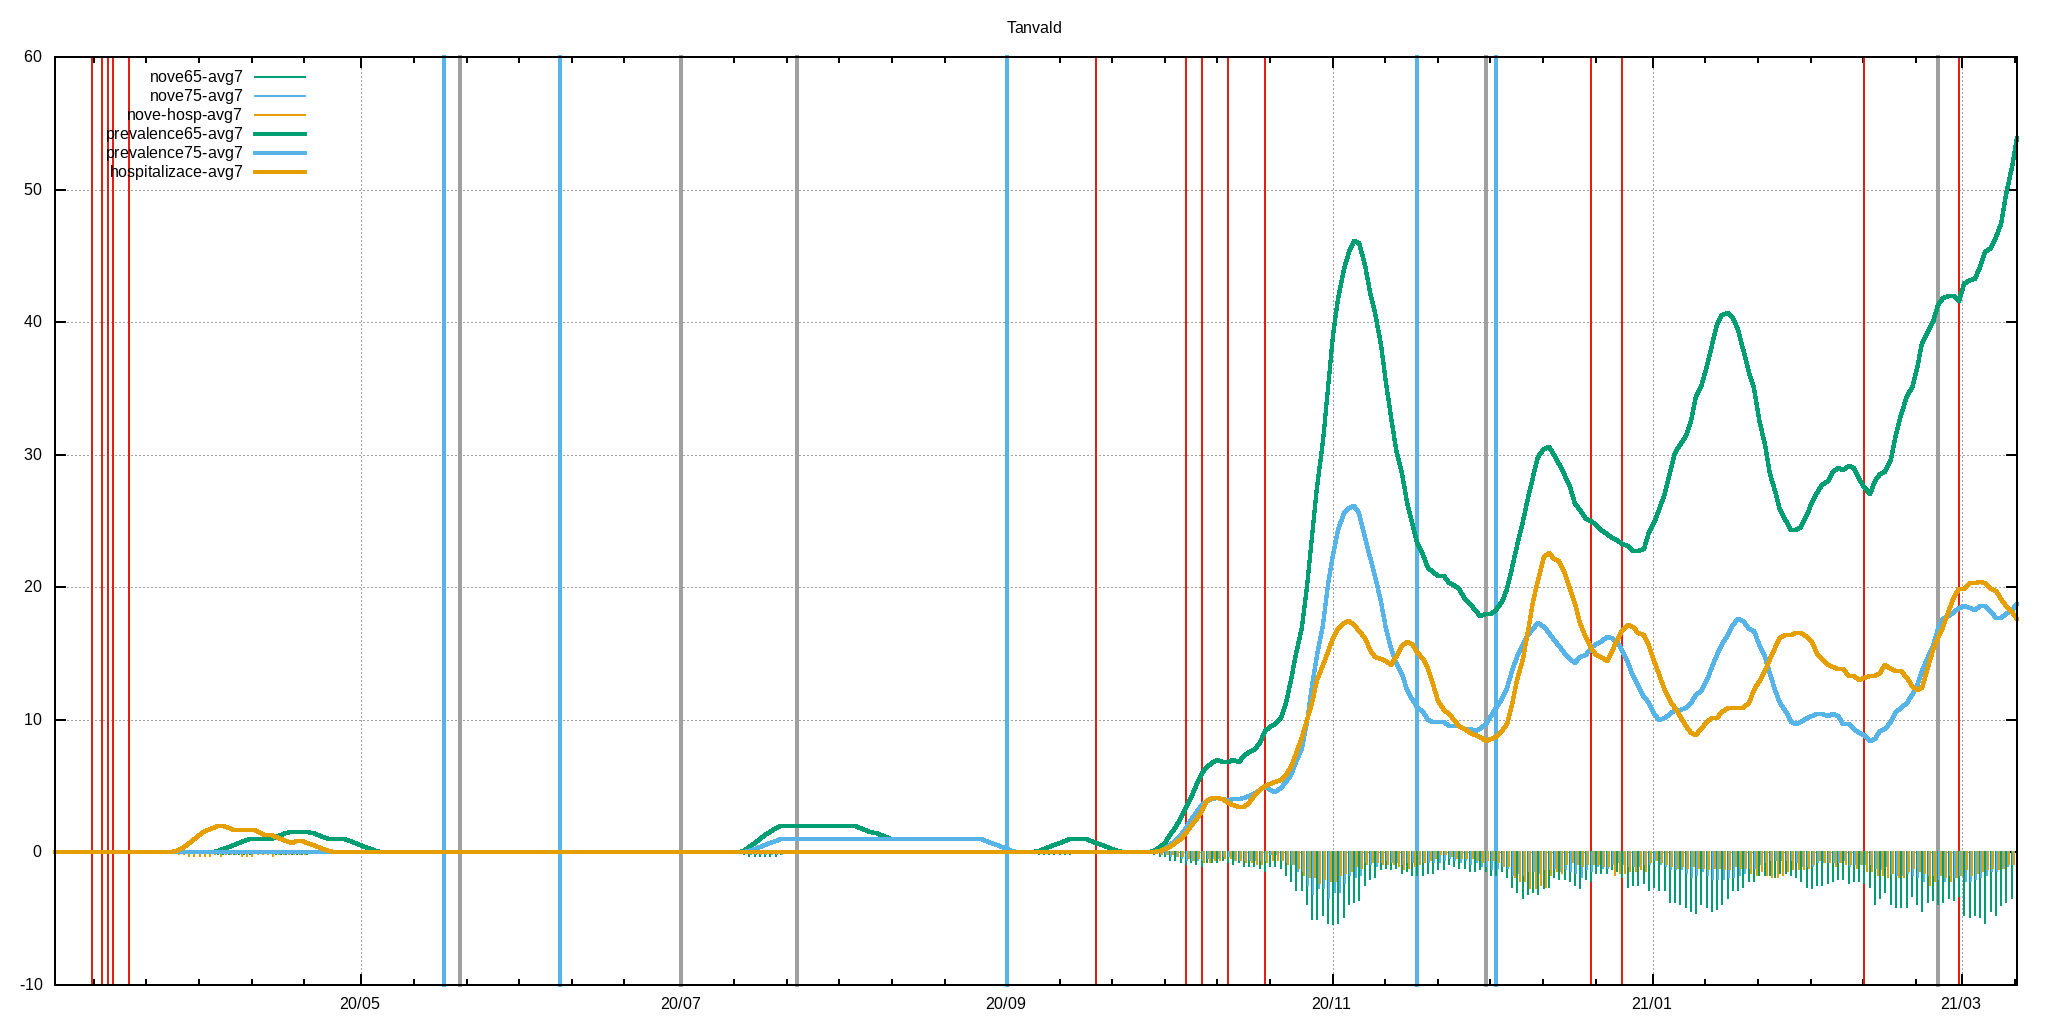 Tanvald
60
nove65-avg7
nove75-avg7
nove-hosp-avg7
prevalence65-avg7
prevalence75-avg7
hospitalizace-avg7
50
40
30
20
10
0
-10
20/05 20/07 20/09 20/11 21/01 21/03